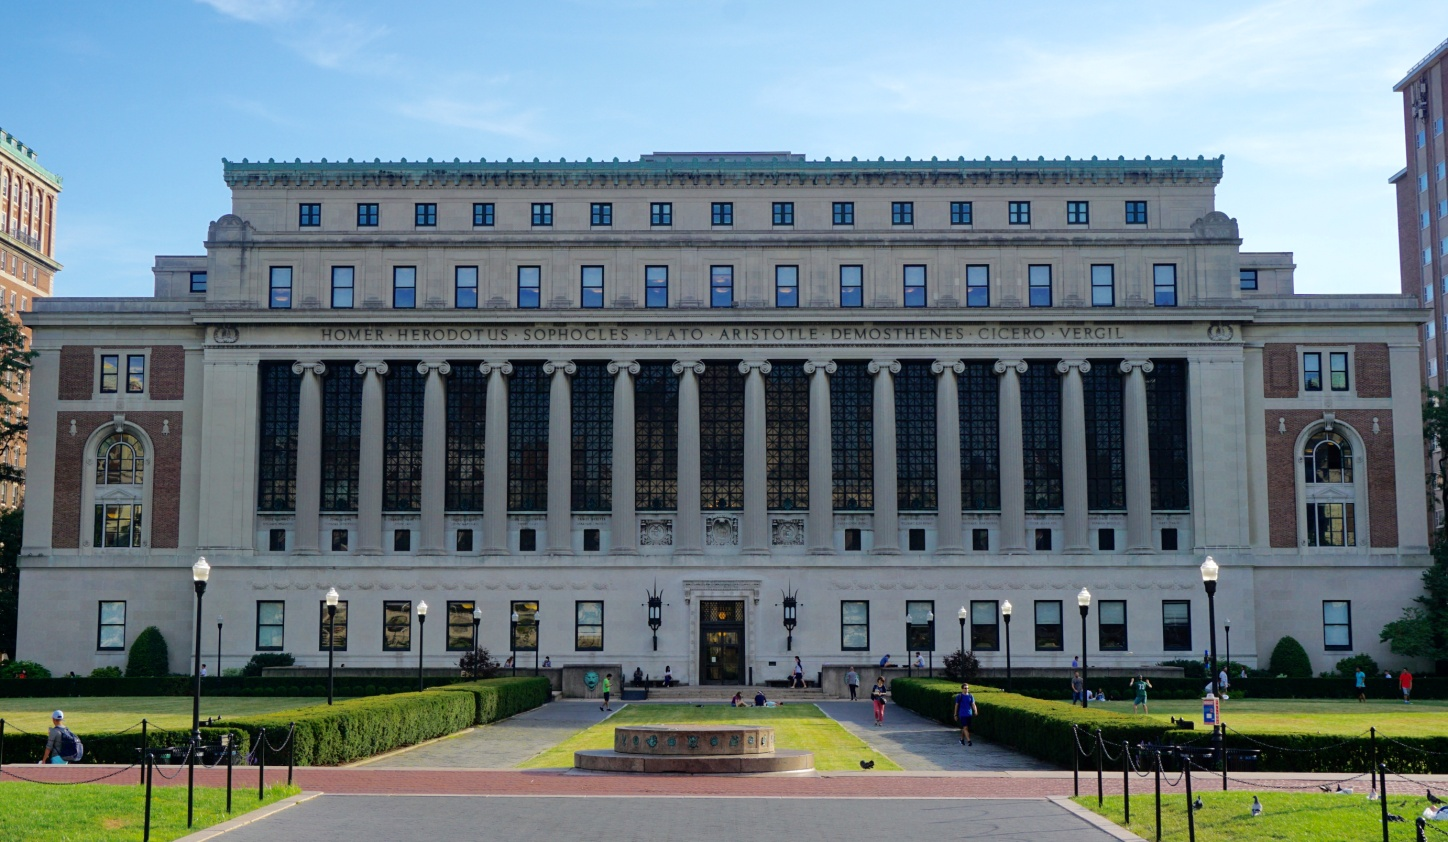 HOMER · HERODOTUS · SOPHOCLES · PLATO · ARISTOTLE · DEMOSTHENES · CICERO · VERGIL